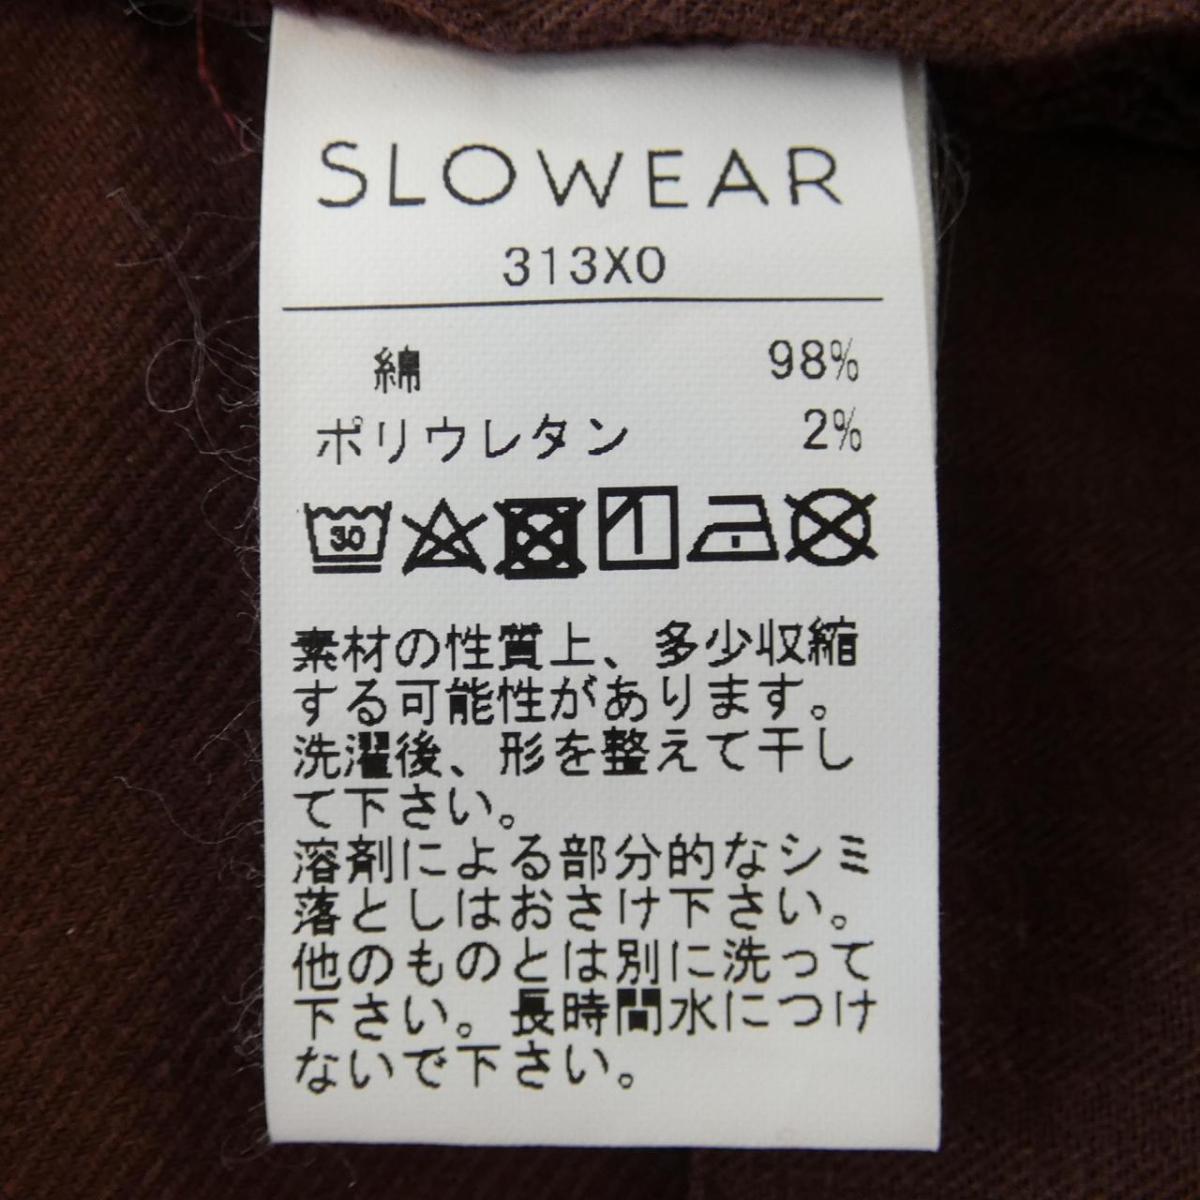 SLOWEAR
313XO
綿 98%
ポリウレタン 2%
30
素材の性質上、多少収縮
する可能性があります。
洗濯後、形を整えて干し
て下さい。
溶剤による部分的なシミ
落としはおさけ下さい。
他のものとは別に洗って
下さい。長時間水につけ
ないで下さい。